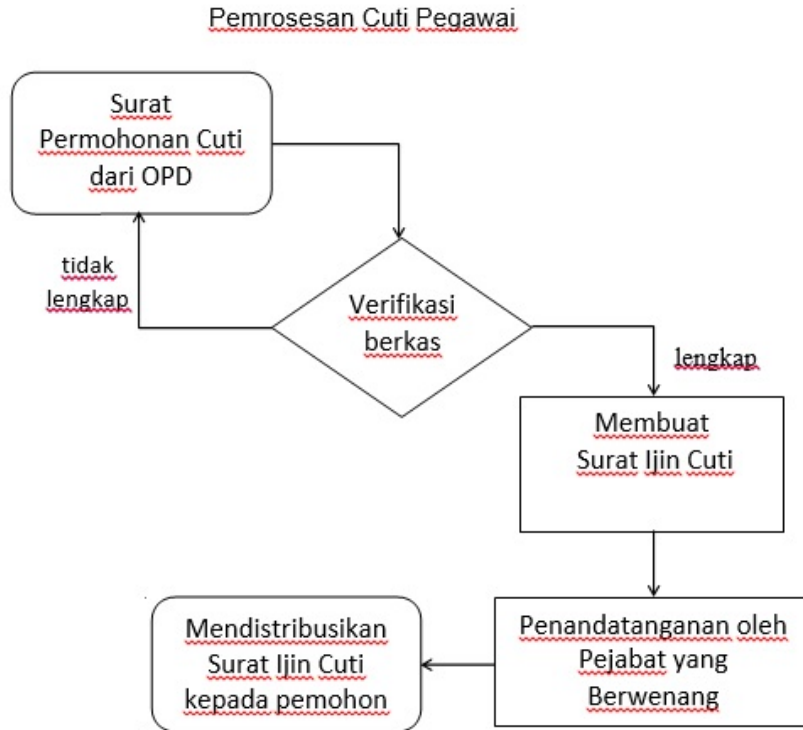 Pemrosesan Cuti Pegawai
Surat
Permohonan Cuti
dari OPD
tidak
lengkap
Verifikasi
berkas
lengkap
Membuat
Surat Ijin Cuti
Penandatanganan oleh
Pejabat yang
Berwenang
Mendistribusikan
Surat Ijin Cuti
kepada pemohon